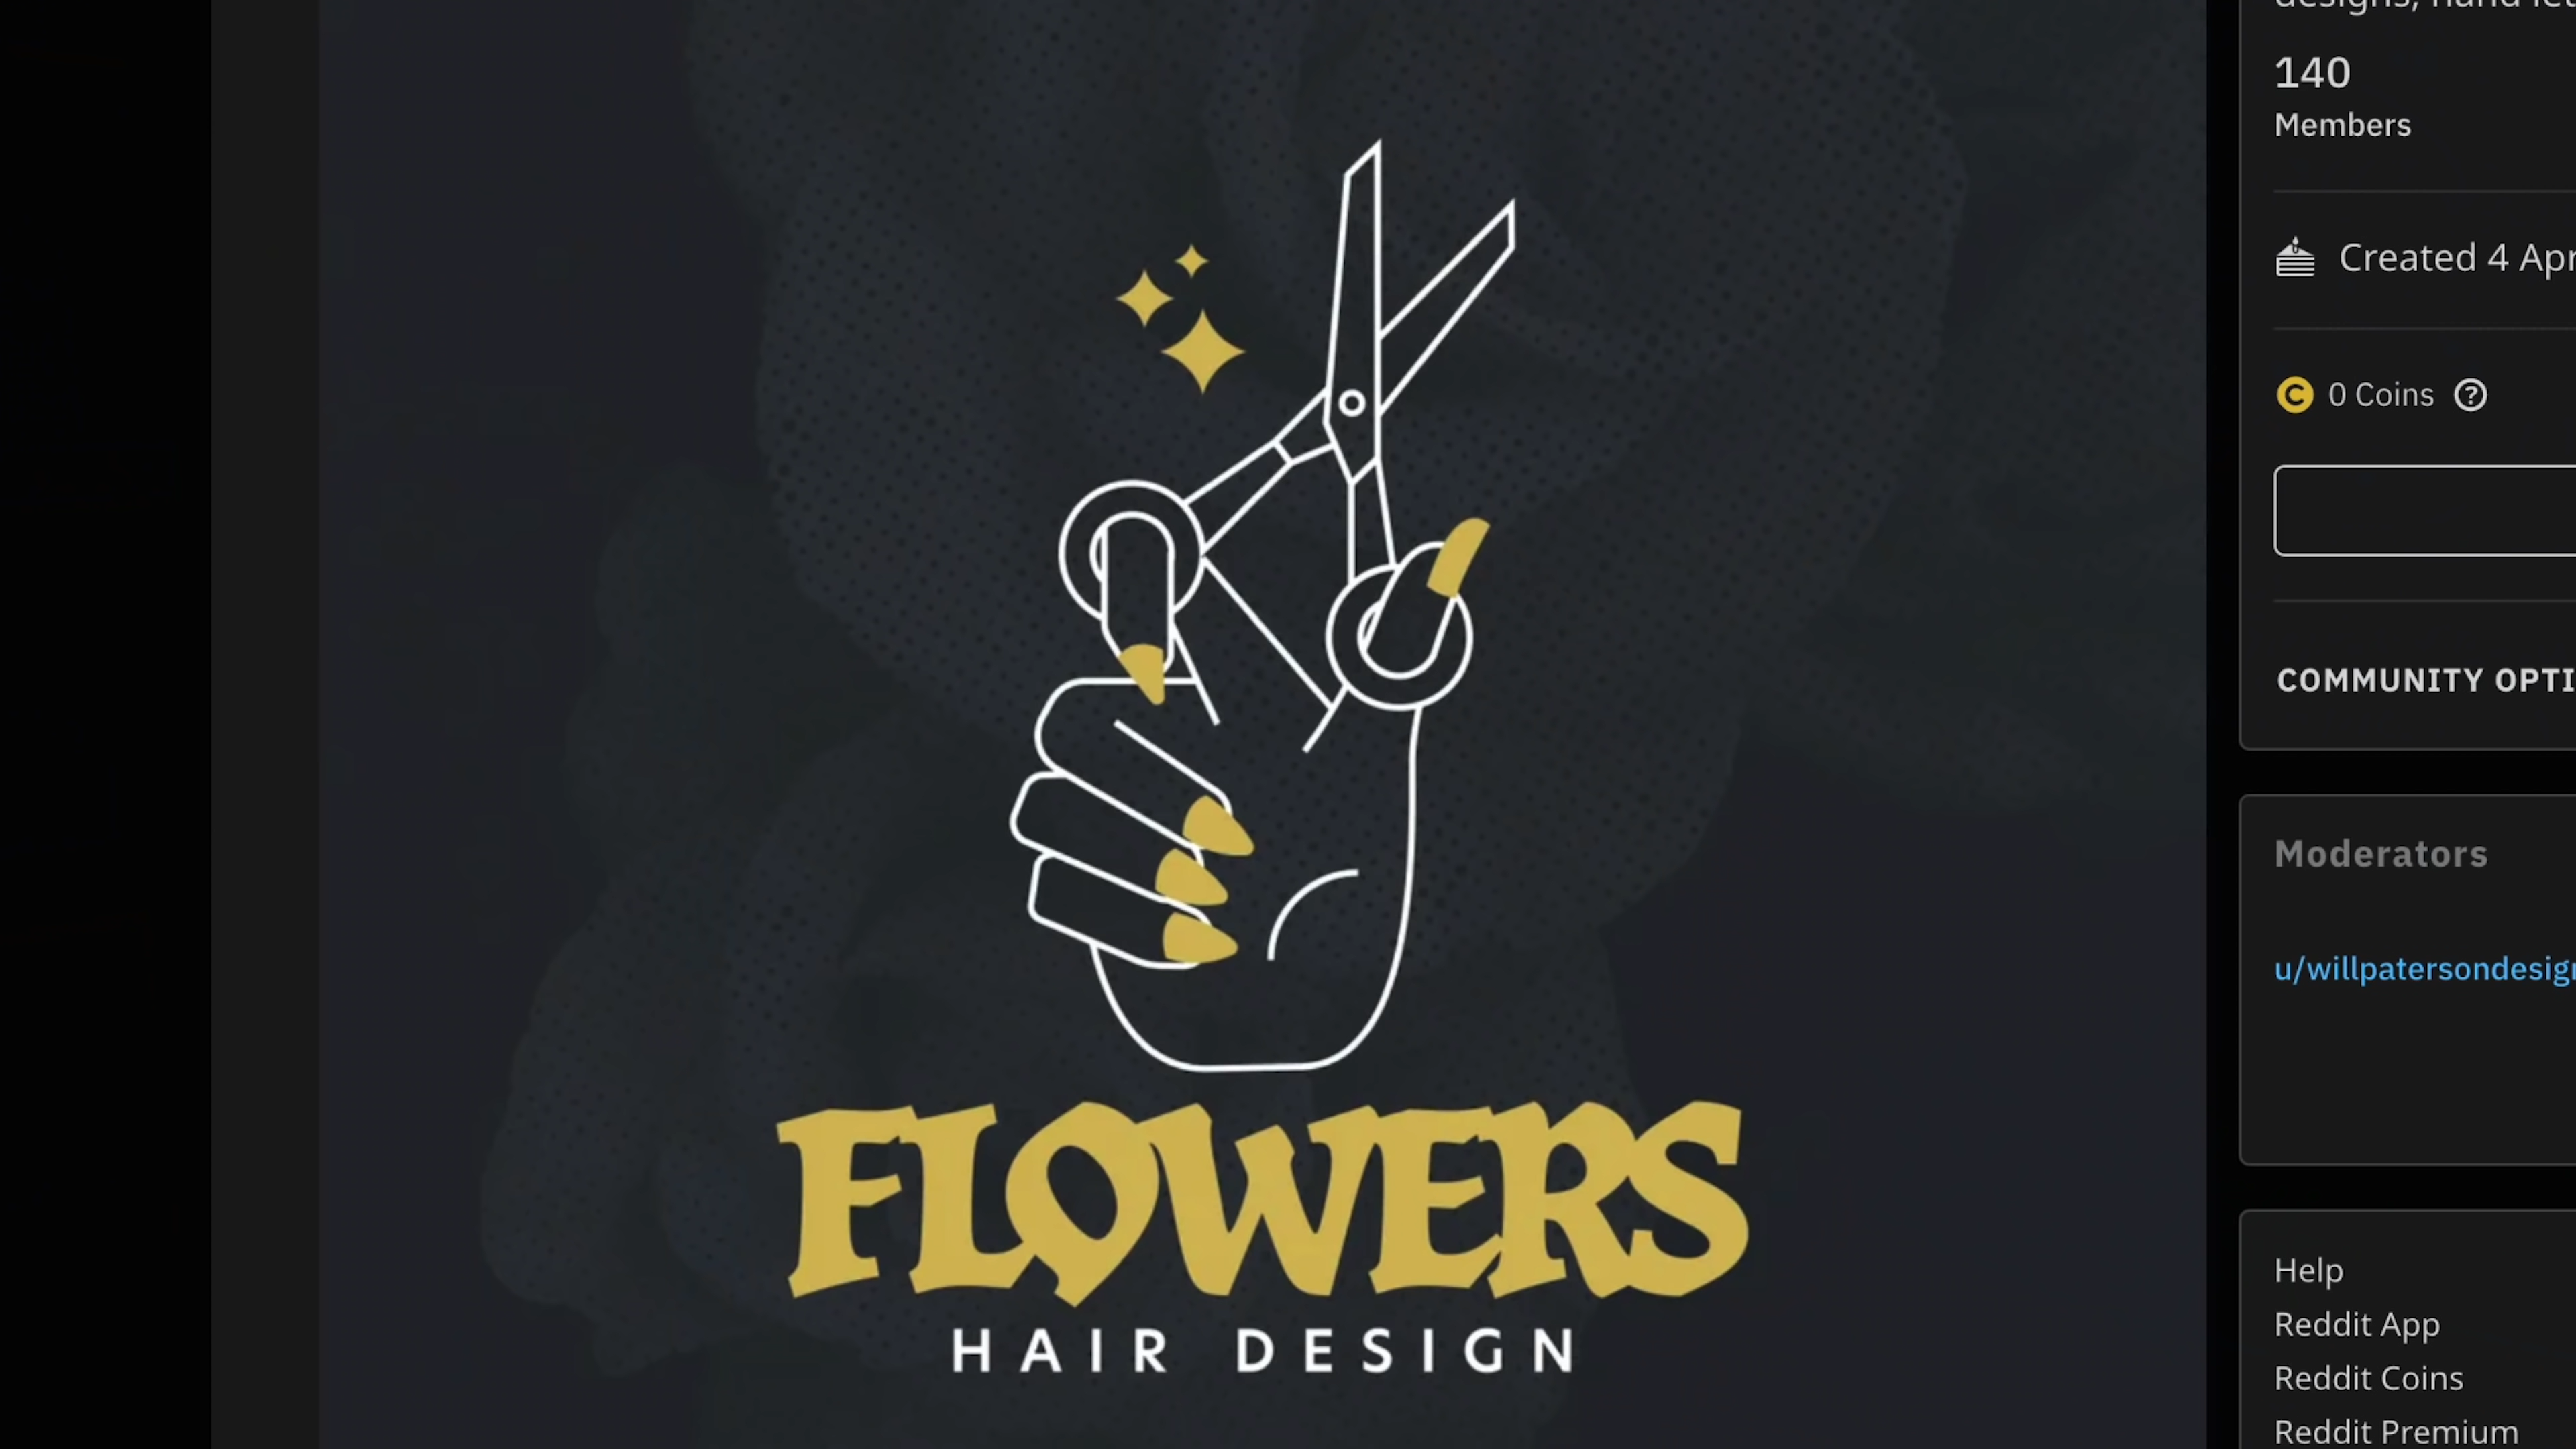 FLOWERS
HAIR DESIGN
140
Members
Created 4 Apr
0 Coins
COMMUNITY OPTI
Moderators
u/willpatersondesign
Help
Reddit App
Reddit Coins
Reddit Premium